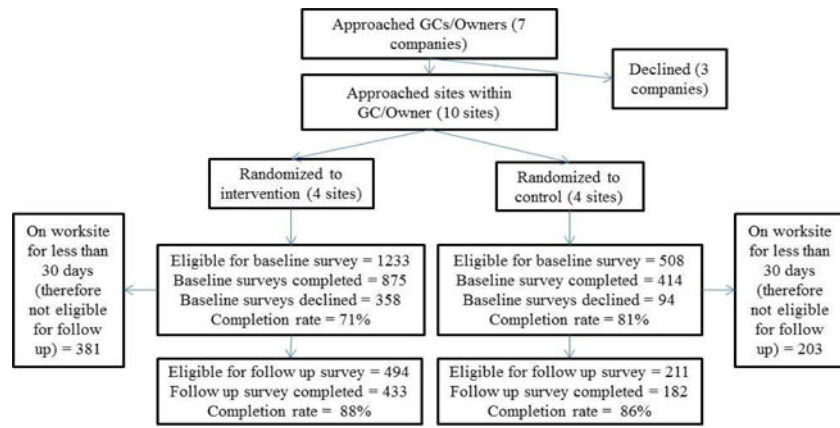 Approached GCs/Owners (7
companies)
Declined (3
companies)
Approached sites within
GC/Owner (10 sites)
Randomized to
intervention (4 sites)
Randomized to
control (4 sites)
On worksite
for less than
30 days
(therefore
not eligible
for follow
up) = 381
Eligible for baseline survey = 1233
Baseline surveys completed = 875
Baseline surveys declined = 358
Completion rate = 71%
Eligible for baseline survey = 508
Baseline survey completed = 414
Baseline surveys declined = 94
Completion rate = 81%
On worksite
for less than
30 days
(therefore
not eligible
for follow
up) = 203
Eligible for follow up survey = 494
Follow up survey completed = 433
Completion rate = 88%
Eligible for follow up survey = 211
Follow up survey completed = 182
Completion rate = 86%